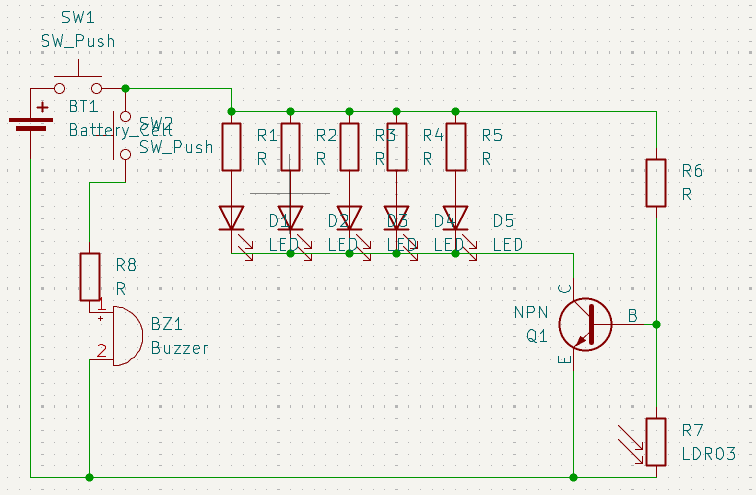 SW1
SW_Push
+
BT1
Battery_Cell
SW2
SW_Push
R1
R
R2
R
R3
R
R4
R
R5
R
R6
R
D1
LED
D2
LED
D3
LED
D4
LED
D5
LED
R8
R
1
+
2
BZ1
Buzzer
C
NPN
Q1
B
E
R7
LDR03